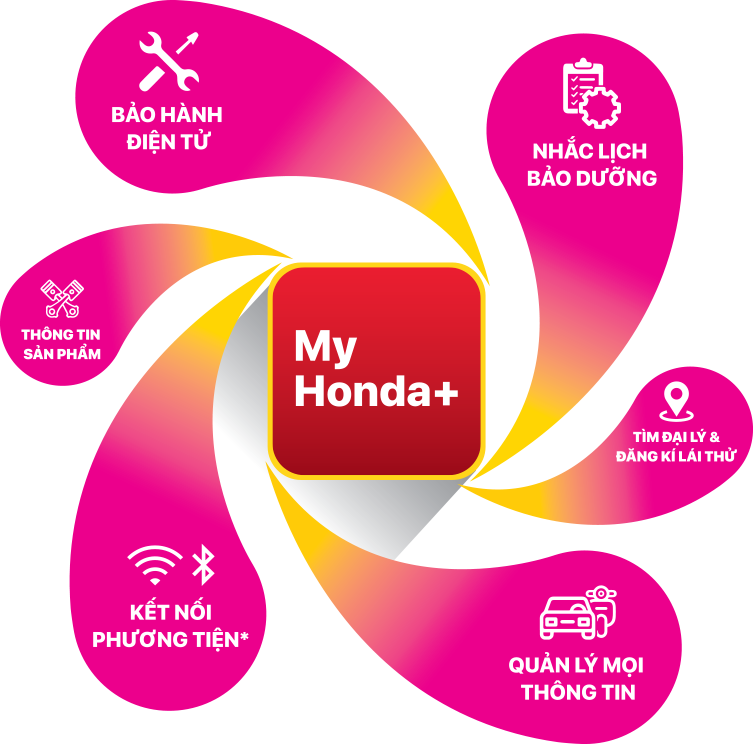 BẢO HÀNH
ĐIỆN TỬ
NHẮC LỊCH
BẢO DƯỠNG
THÔNG TIN
SẢN PHẨM
My
Honda+
TÌM ĐẠI LÝ &
ĐĂNG KÍ LÁI THỬ
KẾT NỐI
PHƯƠNG TIỆN*
QUẢN LÝ MỌI
THÔNG TIN